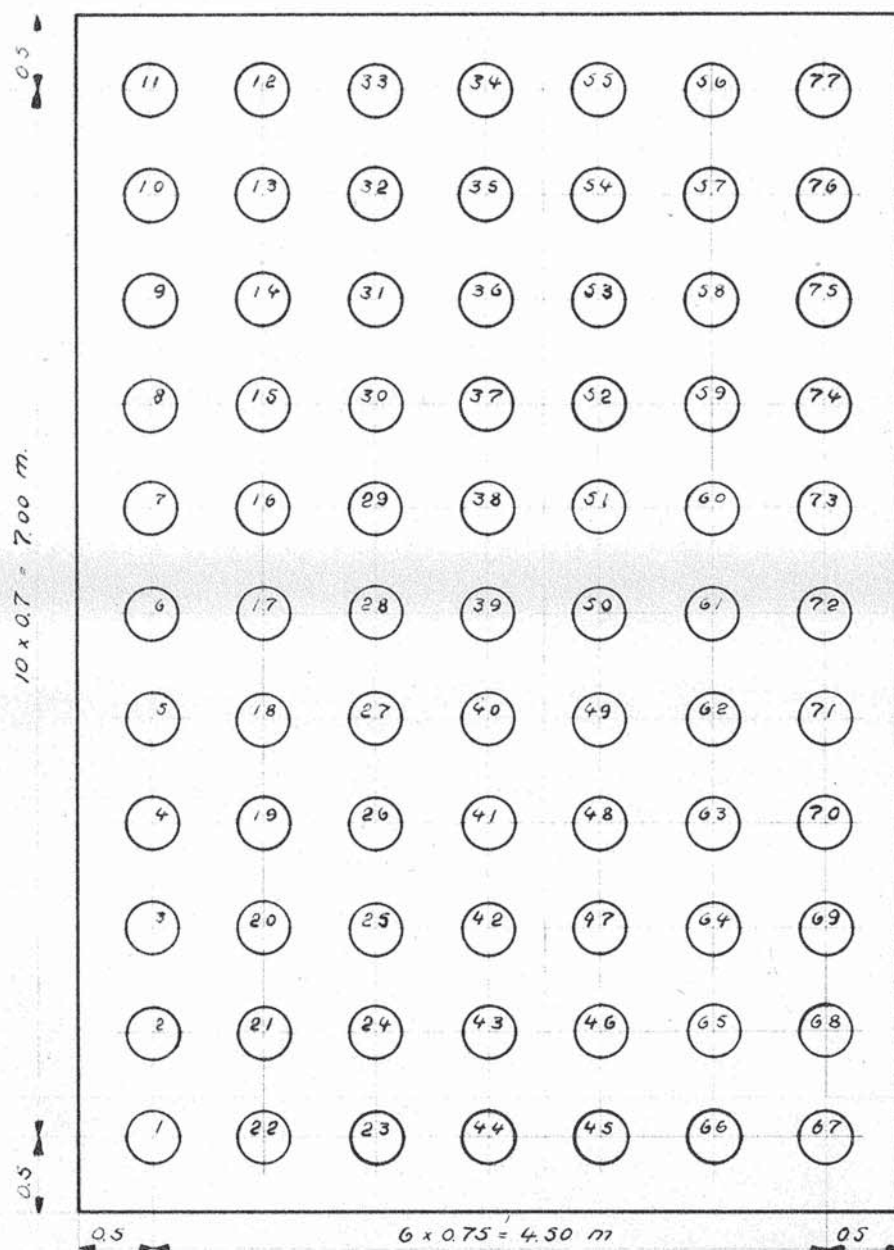 0.5
11 12 33 34 55 56 77
10 13 32 35 54 57 76
9 14 31 36 53 58 75
8 15 30 37 52 59 74
7 16 29 38 51 60 73
10 x 0.7 = 7.00 m.
6 17 28 39 50 61 72
5 18 27 40 49 62 71
4 19 26 41 48 63 70
3 20 25 42 47 64 69
2 21 24 43 46 65 68
1 22 23 44 45 66 67
0.5
0.5 6 x 0.75 = 4.50 m 0.5